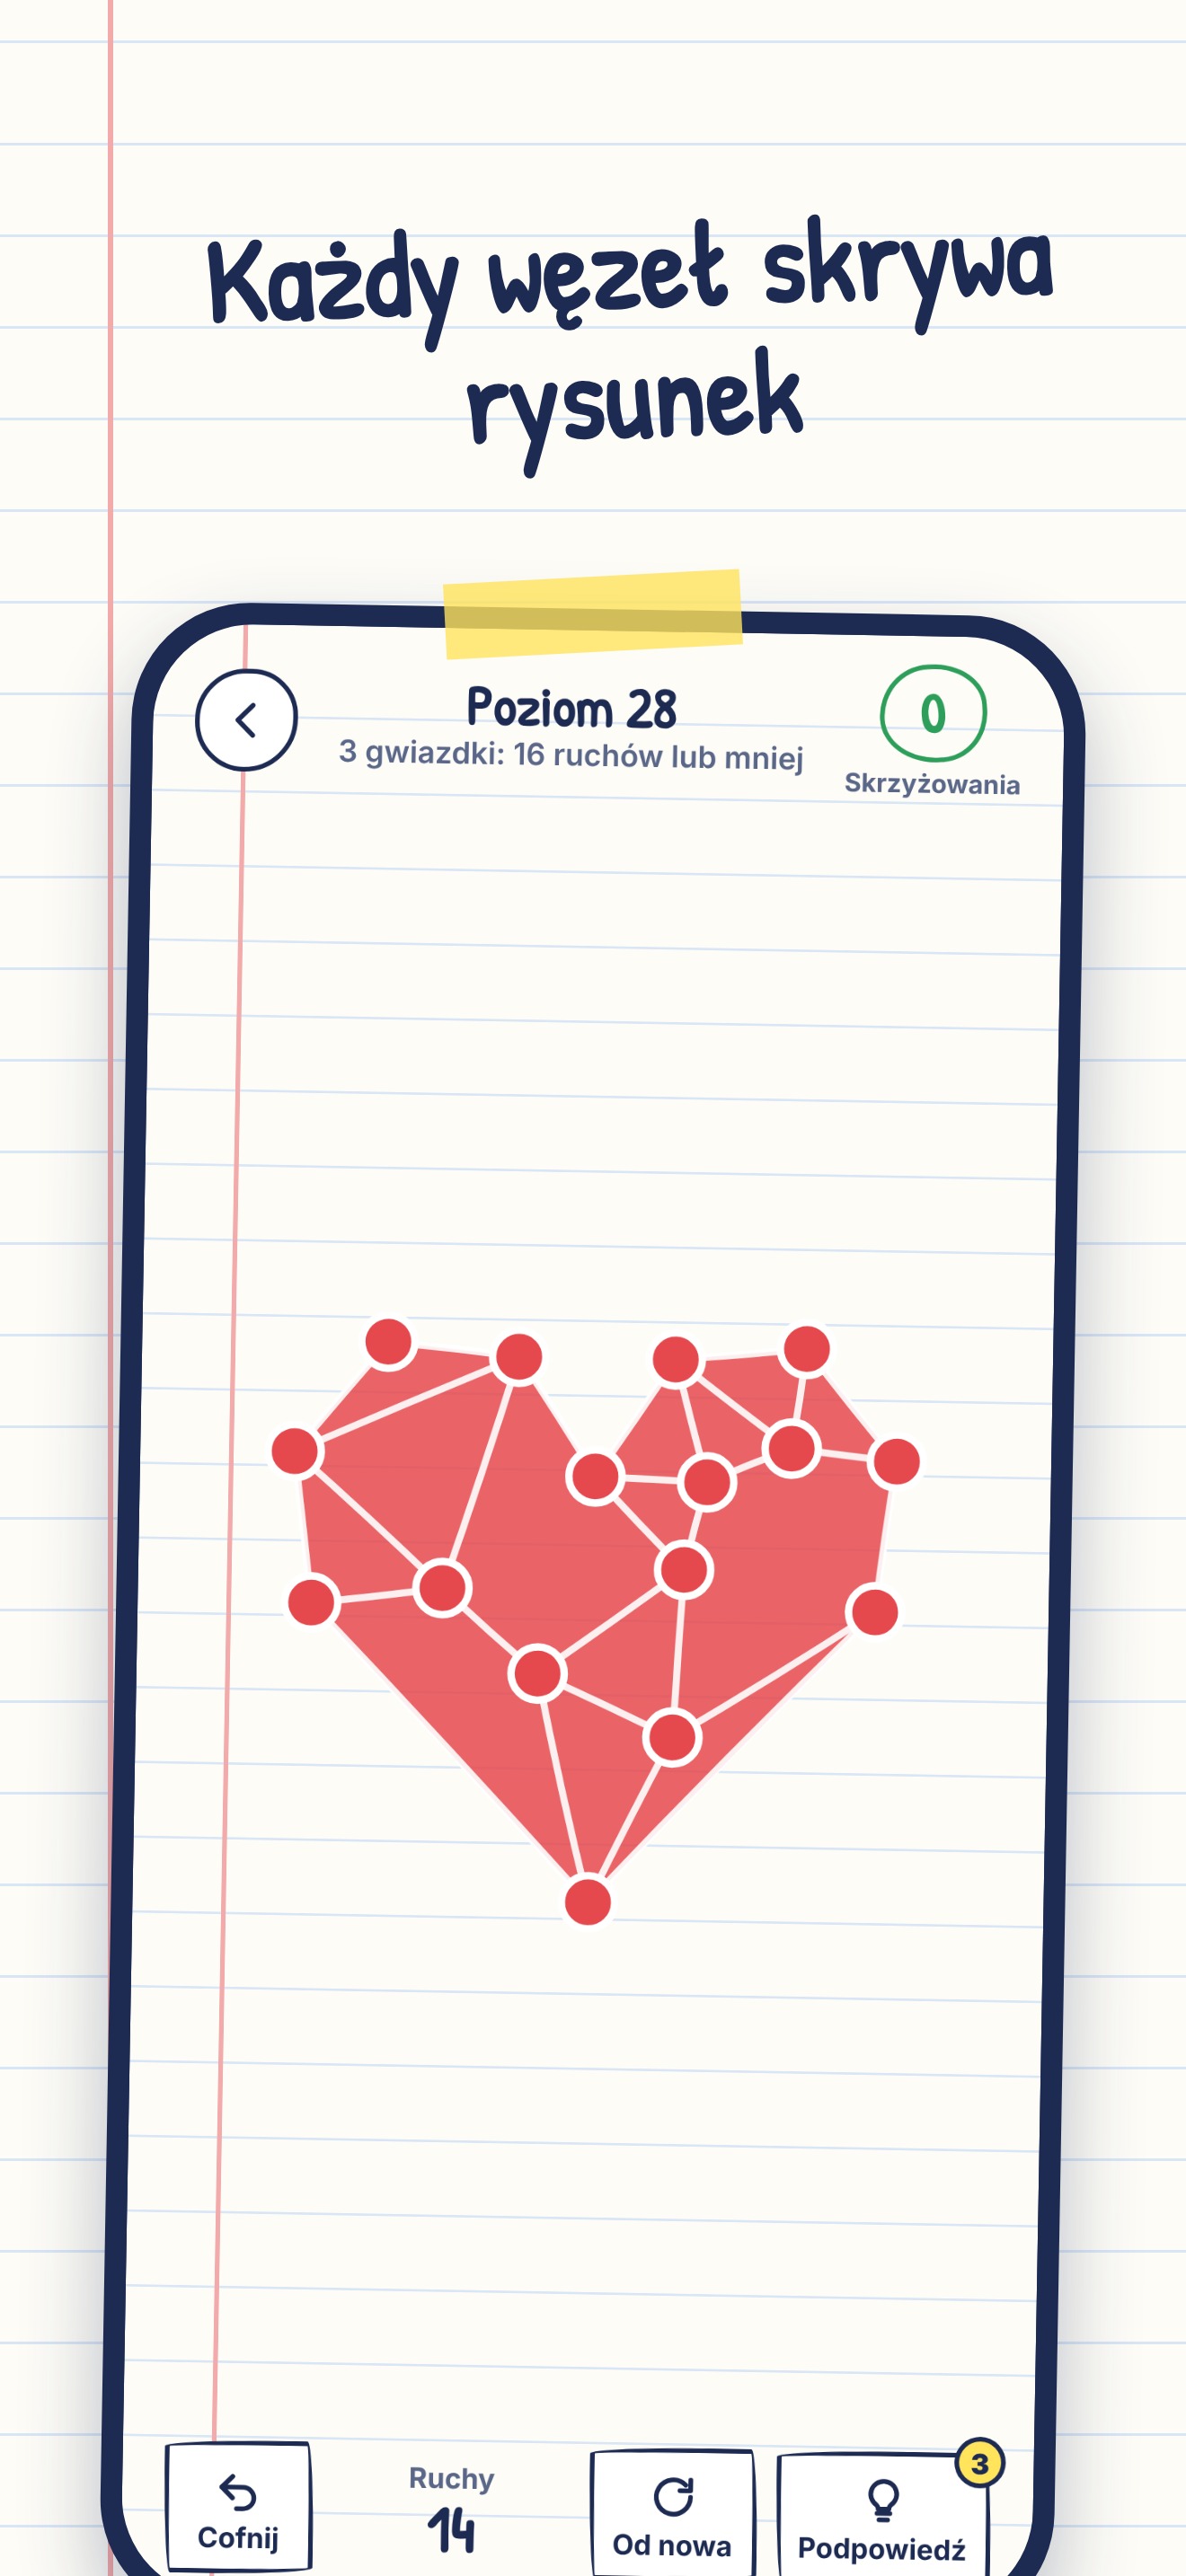 Każdy węzeł skrywa
rysunek
Poziom 28
3 gwiazdki: 16 ruchów lub mniej
0
Skrzyżowania
Cofnij
Ruchy
14
Od nowa
3
Podpowiedź